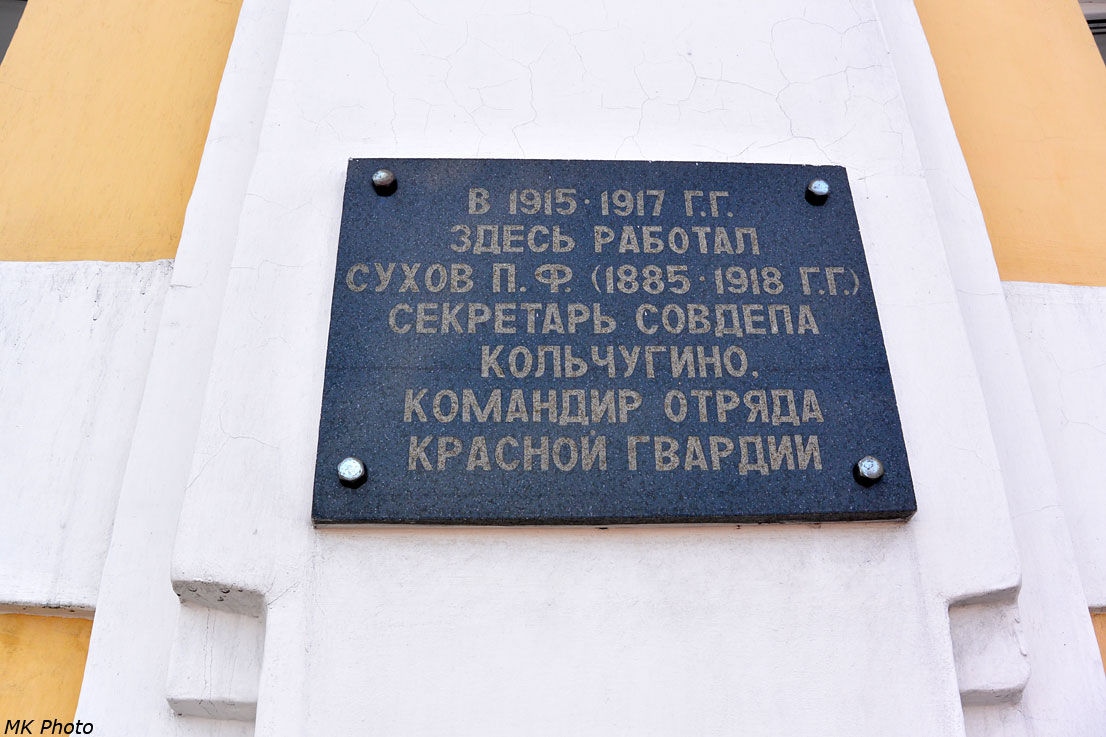 В 1915·1917 Г.Г.
ЗДЕСЬ РАБОТАЛ
СУХОВ П.Ф. (1885·1918 Г.Г.)
СЕКРЕТАРЬ СОВДЕПА
КОЛЬЧУГИНО.
КОМАНДИР ОТРЯДА
КРАСНОЙ ГВАРДИИ
MK Photo